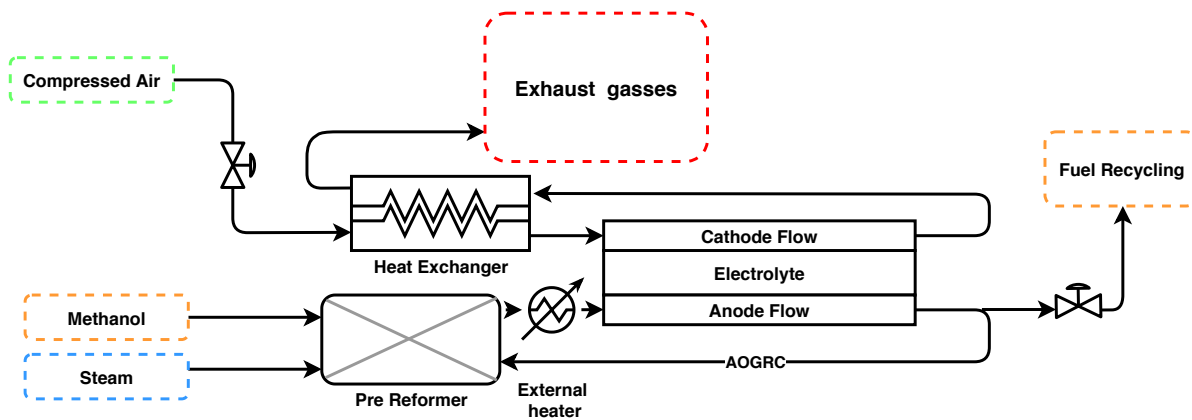 Compressed Air
Exhaust gasses
Fuel Recycling
Cathode Flow
Heat Exchanger
Electrolyte
Methanol
Anode Flow
Steam
AOGRC
Pre Reformer
External
heater